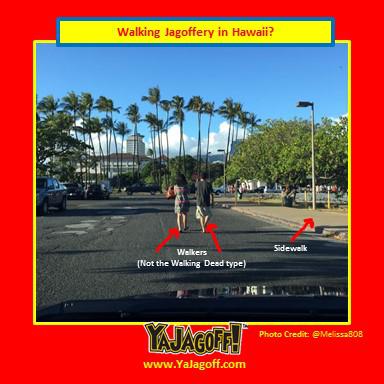 Walking Jagoffery in Hawaii?
Walkers
(Not the Walking Dead type)
Sidewalk
YAJAGOFF!
Photo Credit: @Melissa808
www.YaJagoff.com